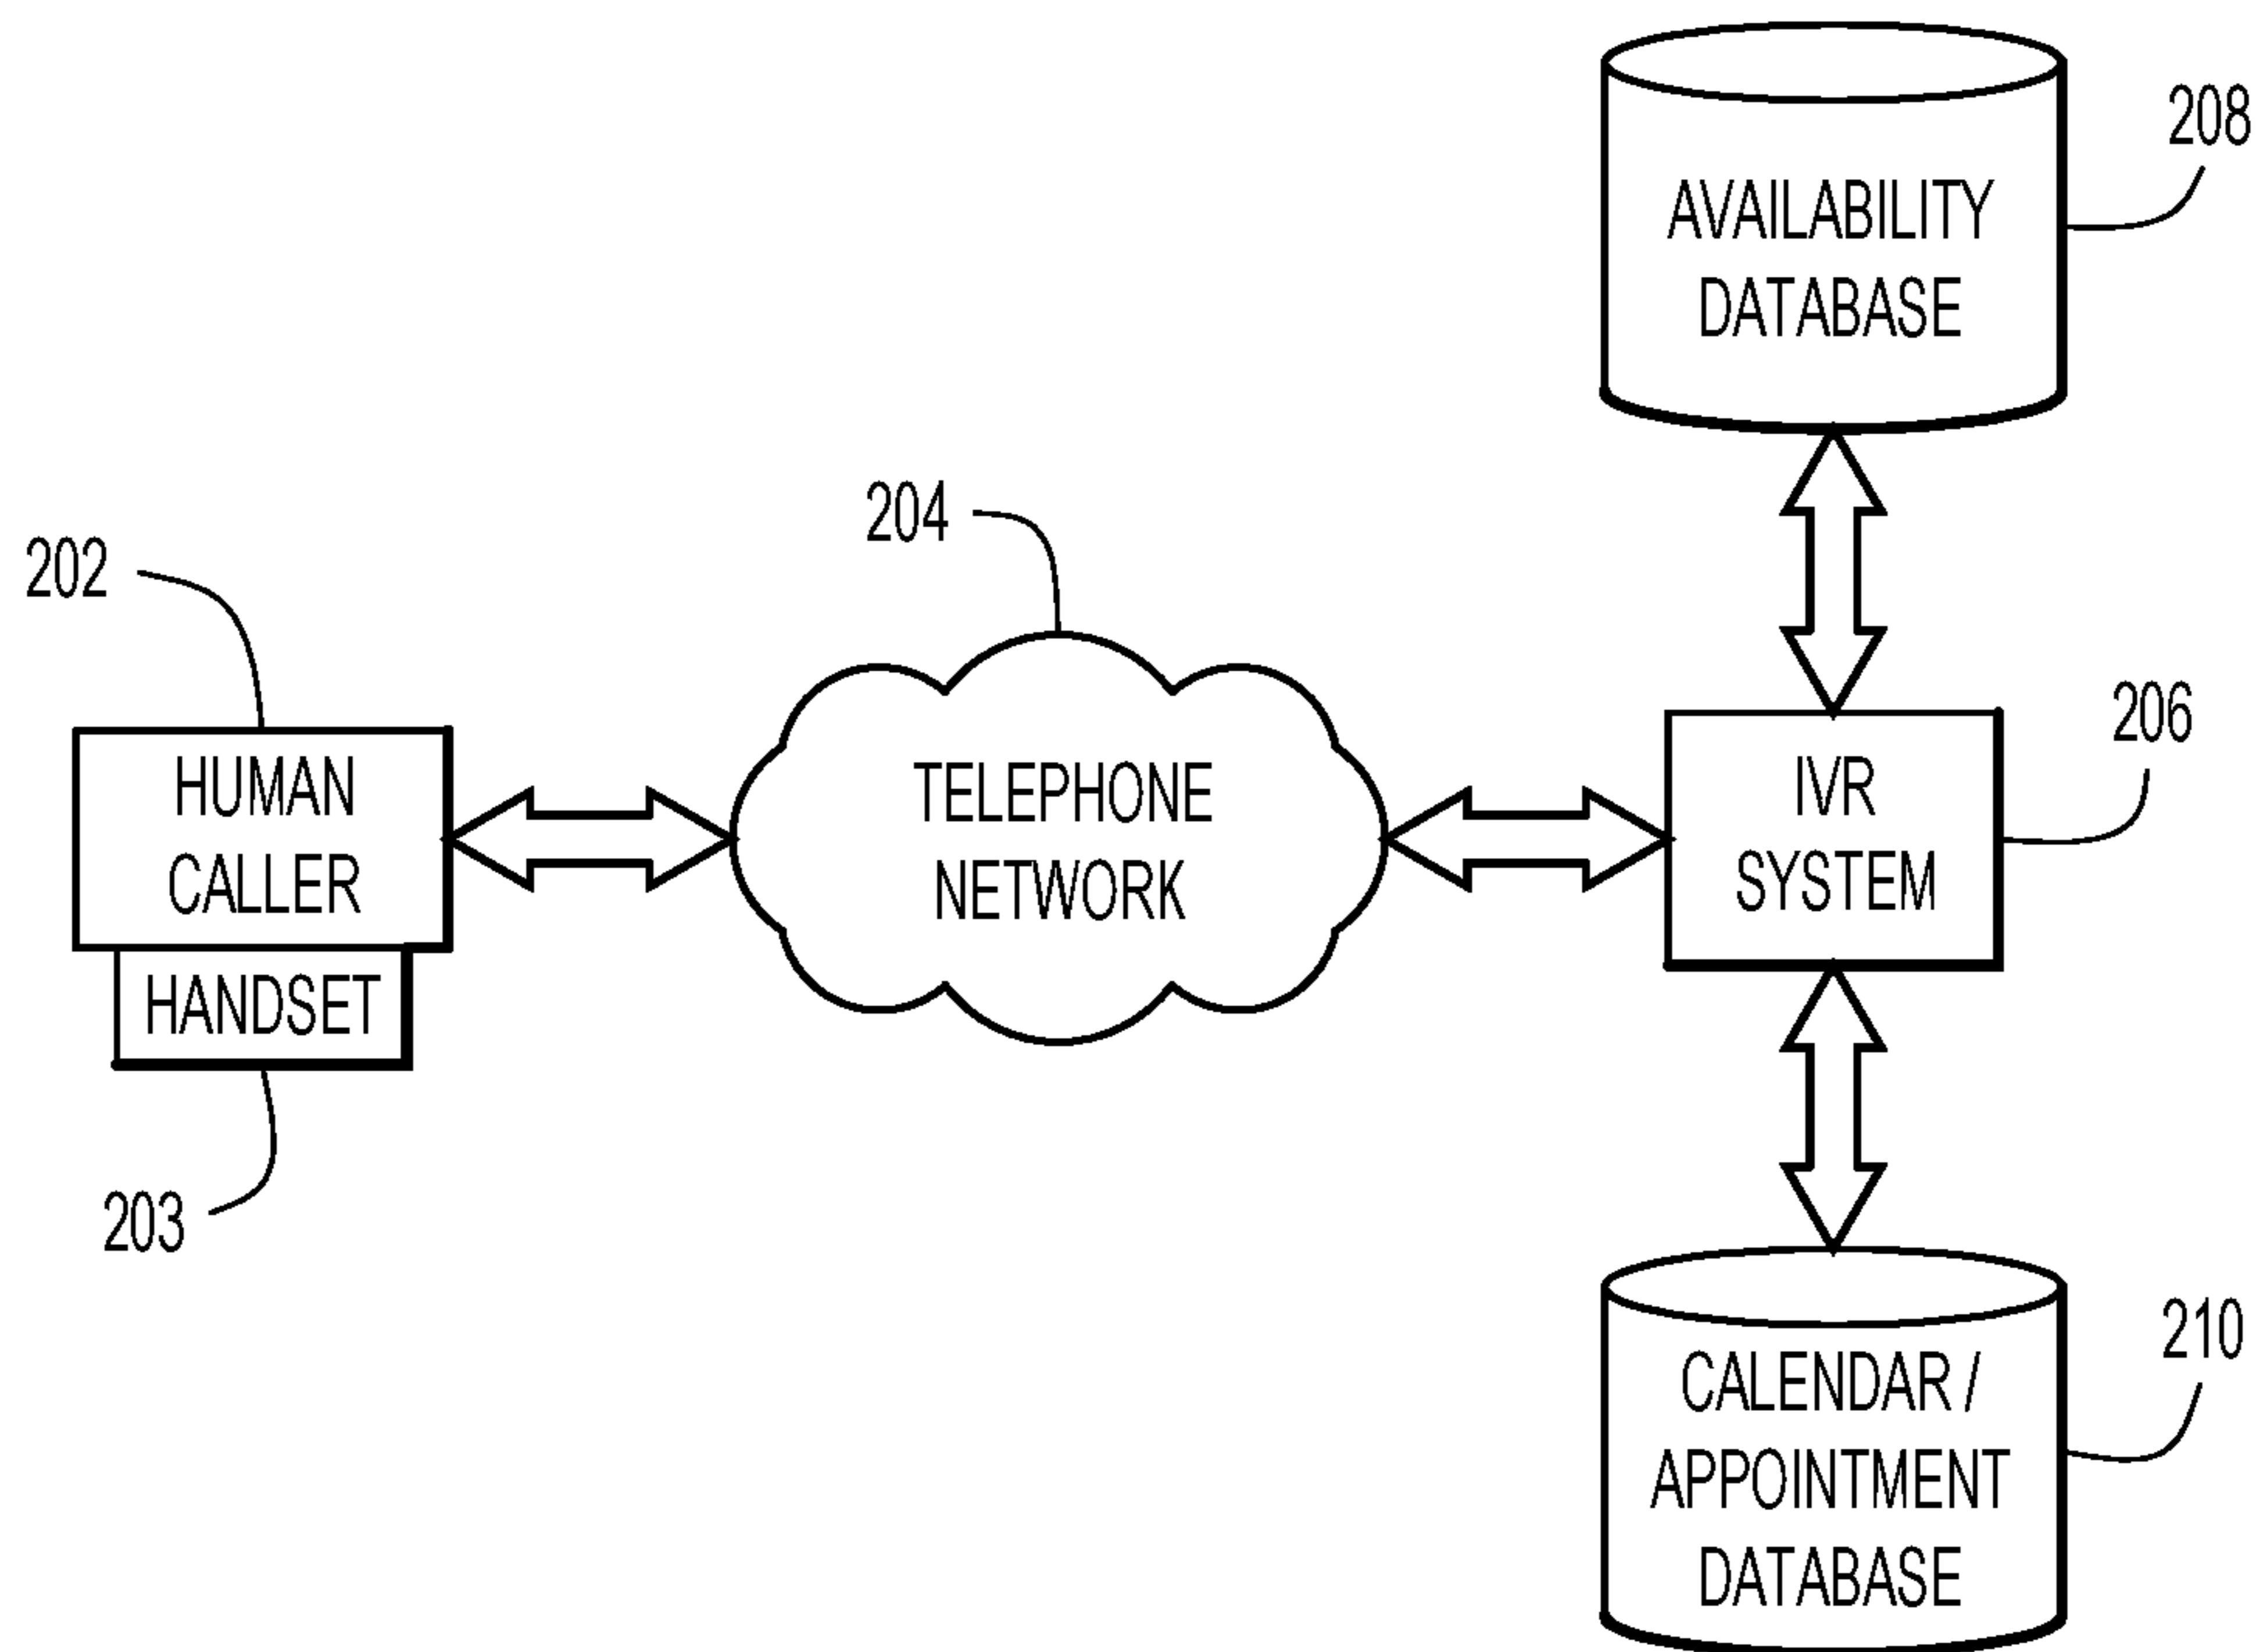 208
AVAILABILITY
DATABASE
204
202
206
HUMAN
CALLER
TELEPHONE
NETWORK
IVR
SYSTEM
HANDSET
203
210
CALENDAR /
APPOINTMENT
DATABASE